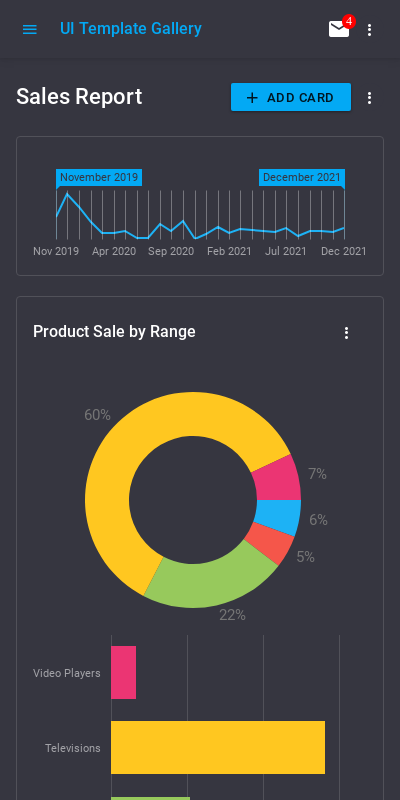 UI Template Gallery
4
Sales Report
ADD CARD
November 2019
December 2021
Nov 2019
Apr 2020
Sep 2020
Feb 2021
Jul 2021
Dec 2021
Product Sale by Range
60%
7%
6%
5%
22%
Video Players
Televisions